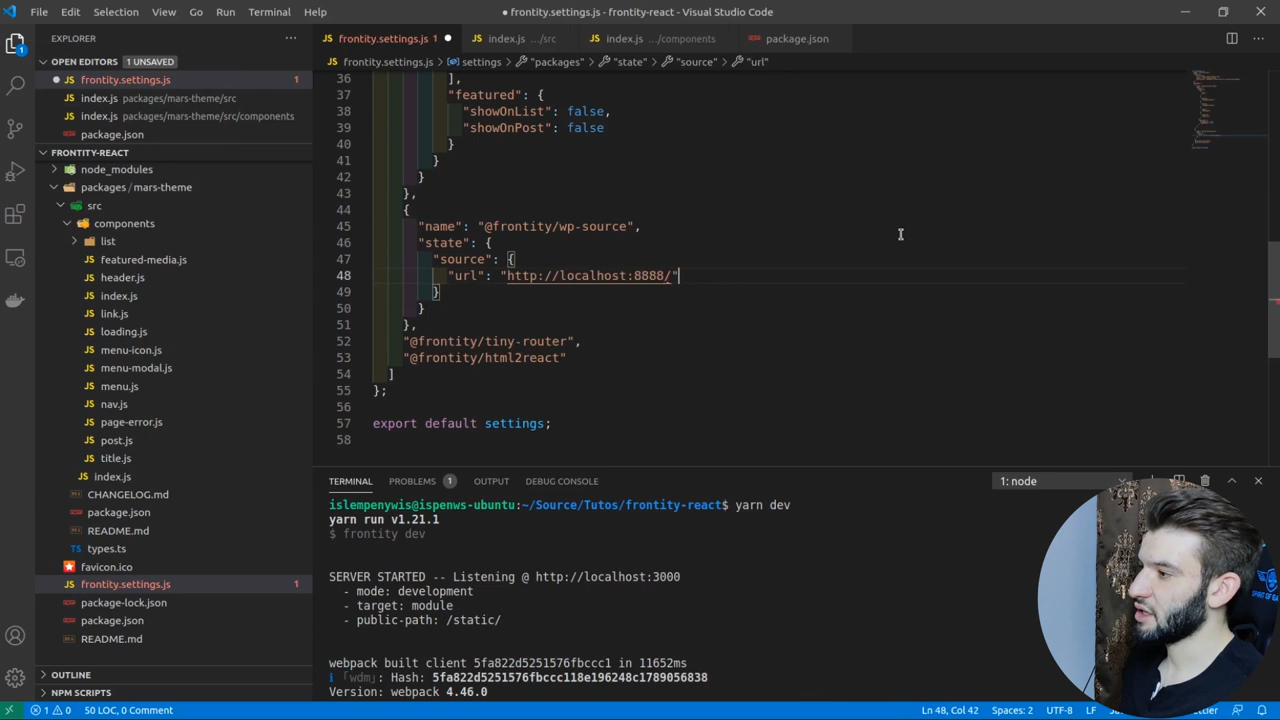 File Edit Selection View Go Run Terminal Help
● frontity.settings.js - frontity-react - Visual Studio Code
EXPLORER
OPEN EDITORS 1 UNSAVED
frontity.settings.js 1
index.js packages/mars-theme/src
index.js packages/mars-theme/src/components
package.json
FRONTITY-REACT
node_modules
packages / mars-theme
src
components
list
featured-media.js
header.js
index.js
link.js
loading.js
menu-icon.js
menu-modal.js
menu.js
nav.js
page-error.js
post.js
title.js
index.js
CHANGELOG.md
package.json
README.md
types.ts
favicon.ico
frontity.settings.js 1
package-lock.json
package.json
README.md
OUTLINE
NPM SCRIPTS
frontity.settings.js 1 ● index.js .../src index.js .../components package.json
frontity.settings.js > settings > "packages" > "state" > "source" > "url"
36 ],
37 "featured": {
38 "showOnList": false,
39 "showOnPost": false
40 }
41 }
42 }
43 },
44 {
45 "name": "@frontity/wp-source",
46 "state": {
47 "source": {
48 "url": "http://localhost:8888/"
49 }
50 }
51 },
52 "@frontity/tiny-router",
53 "@frontity/html2react"
54 ]
55 };
56
57 export default settings;
58
TERMINAL PROBLEMS 1 OUTPUT DEBUG CONSOLE
1: node
islempenywis@ispenws-ubuntu:~/Source/Tutos/frontity-react$ yarn dev
yarn run v1.21.1
$ frontity dev
SERVER STARTED -- Listening @ http://localhost:3000
- mode: development
- target: module
- public-path: /static/
webpack built client 5fa822d5251576fbccc1 in 11652ms
ℹ ｢wdm｣: Hash: 5fa822d5251576fbccc118e196248c1789056838
Version: webpack 4.46.0
1 0 50 LOC, 0 Comment
Ln 48, Col 42 Spaces: 2 UTF-8 LF